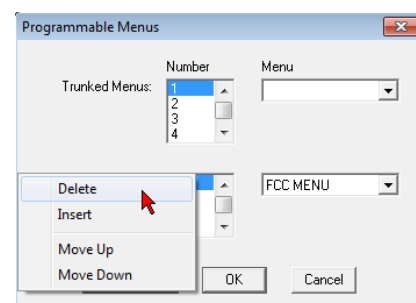 Programmable Menus
Number Menu
Trunked Menus: 1
2
3
4
Delete FCC MENU
Insert
Move Up
Move Down OK Cancel